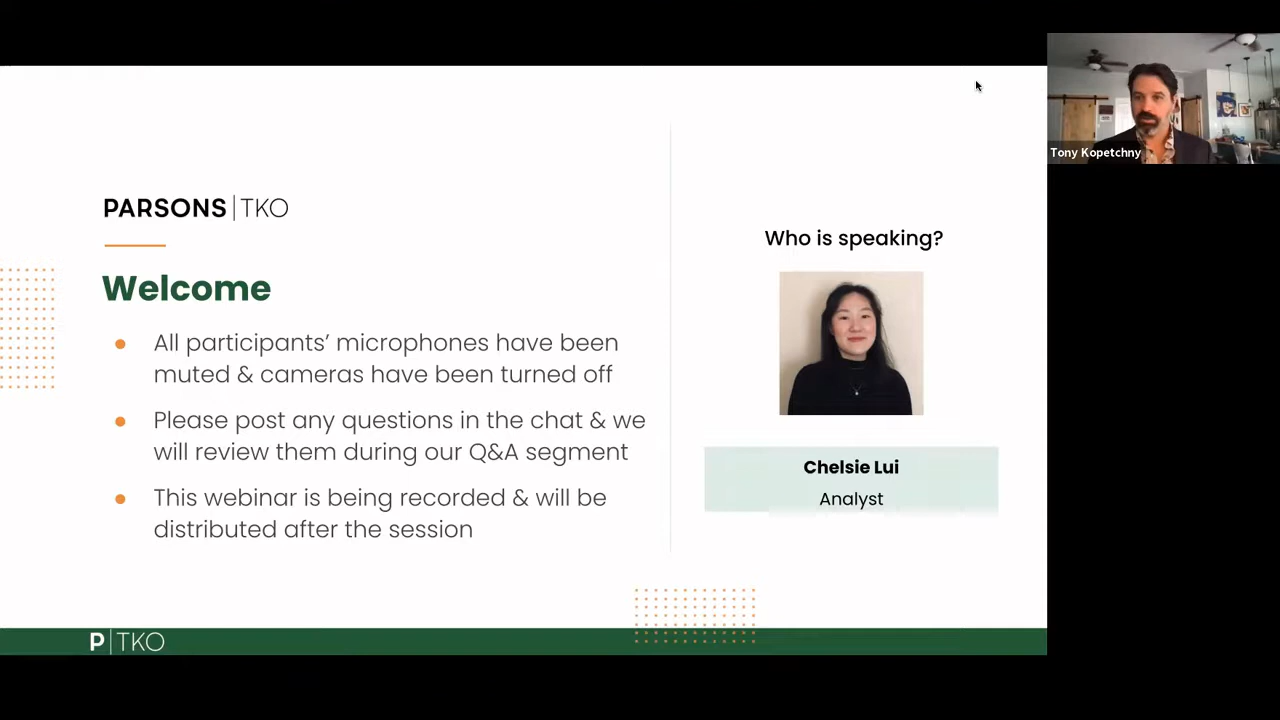 PARSONS|TKO
Welcome
All participants’ microphones have been
muted & cameras have been turned off
Please post any questions in the chat & we
will review them during our Q&A segment
This webinar is being recorded & will be
distributed after the session
Who is speaking?
Chelsie Lui
Analyst
P|TKO
Tony Kopetchny